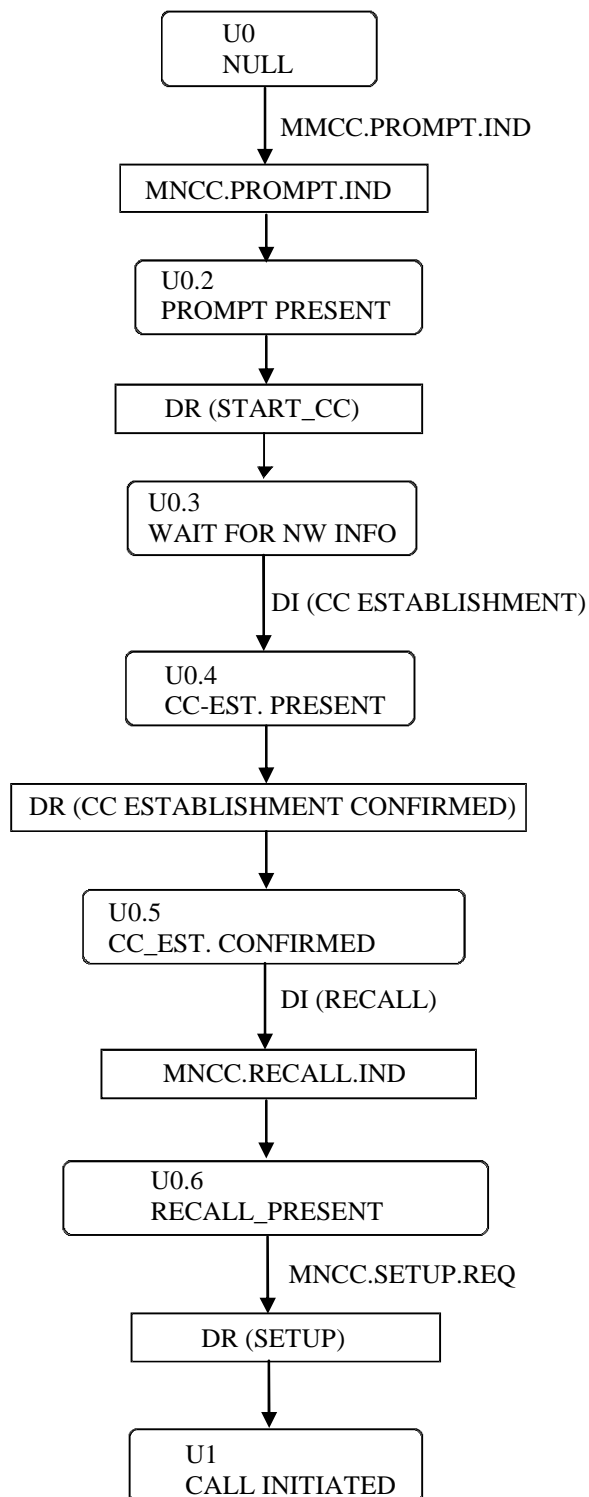 U0
NULL
MMCC.PROMPT.IND
MNCC.PROMPT.IND
U0.2
PROMPT PRESENT
DR (START_CC)
U0.3
WAIT FOR NW INFO
DI (CC ESTABLISHMENT)
U0.4
CC-EST. PRESENT
DR (CC ESTABLISHMENT CONFIRMED)
U0.5
CC_EST. CONFIRMED
DI (RECALL)
MNCC.RECALL.IND
U0.6
RECALL_PRESENT
MNCC.SETUP.REQ
DR (SETUP)
U1
CALL INITIATED